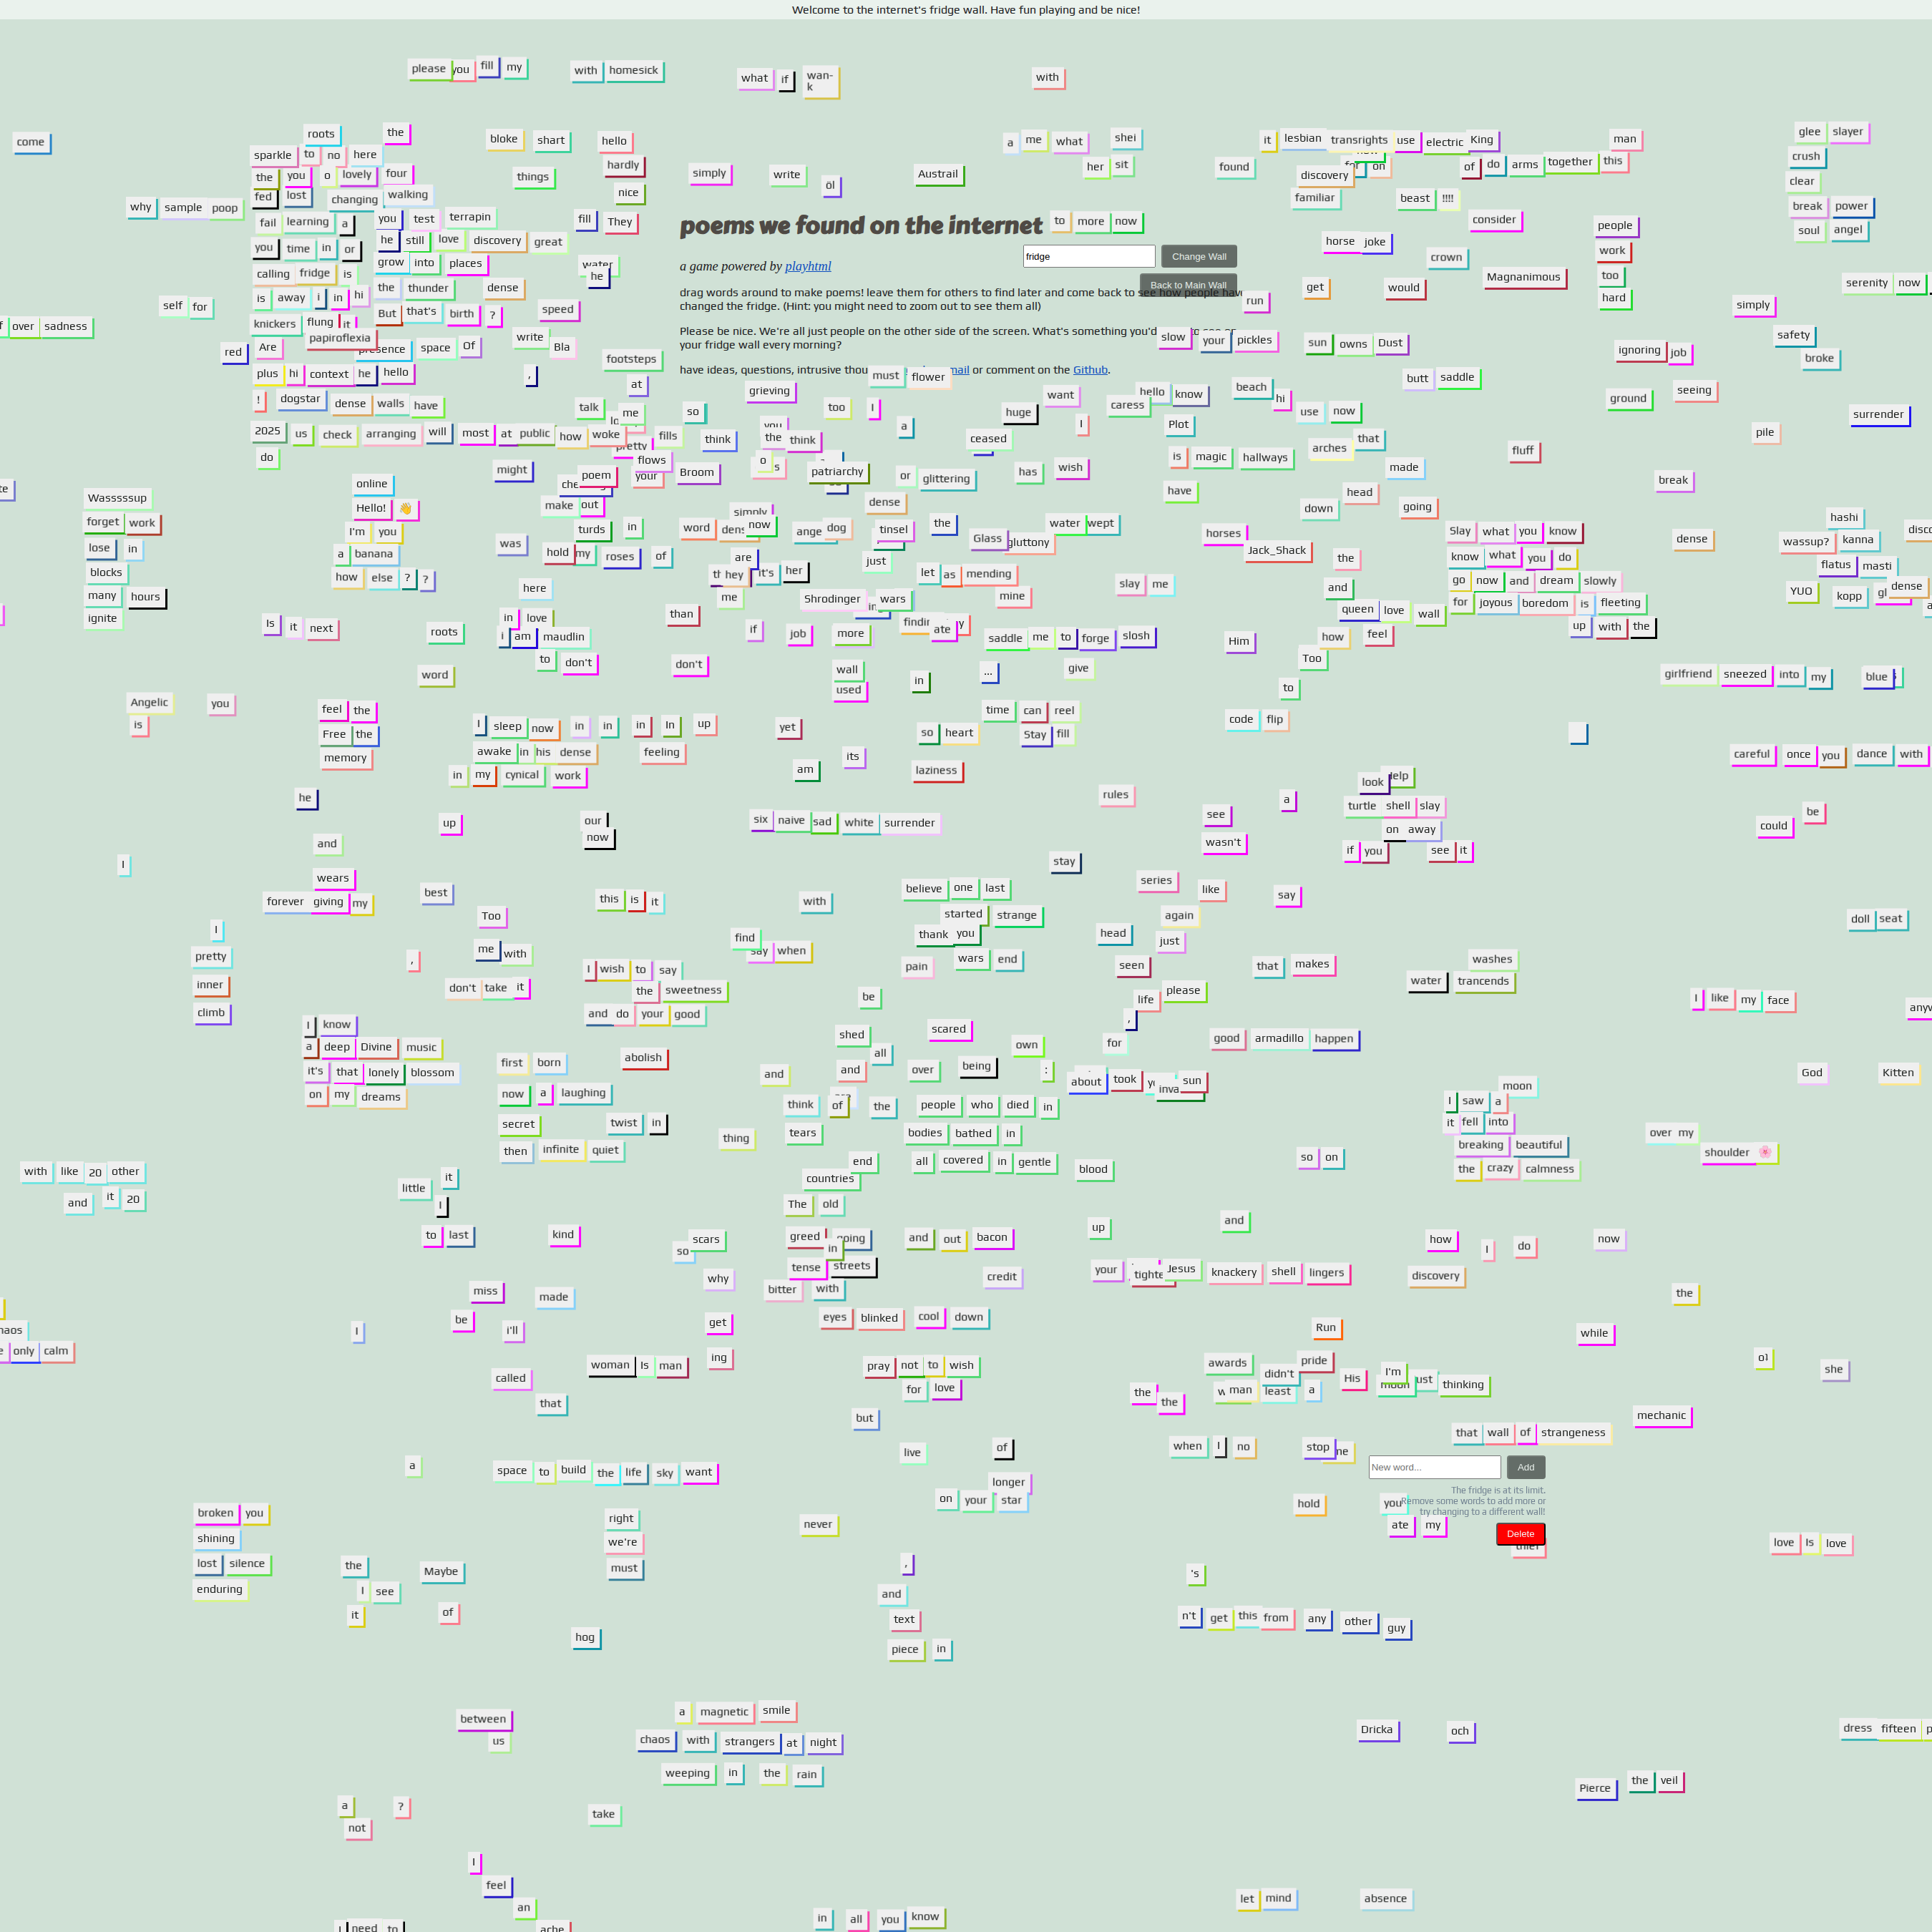 Welcome to the internet's fridge wall. Have fun playing and be nice!
please you fill my with homesick what if wan-k with
come roots the bloke shart hello a me what shei it lesbian transrights use electric King man glee slayer
sparkle to no here hardly her sit found on of do arms together this crush
the you o lovely four things simply write öl Austrail discovery clear
fed lost changing walking nice familiar beast !!!! break power
why sample poop fail learning a you test terrapin fill They to more now consider people soul angel
poems we found on the internet
you time in or he still love discovery great horse joke work
fridge Change Wall
a game powered by playhtml
calling fridge is grow into places water he crown Magnanimous too
Back to Main Wall
drag words around to make poems! leave them for others to find later and come back to see how people have
changed the fridge. (Hint: you might need to zoom out to see them all)
is away i in hi the thunder dense run get would hard serenity now
self for But that's birth ? speed simply
Please be nice. We're all just people on the other side of the screen. What's something you'd
your fridge wall every morning?
over sadness knickers flung it papiroflexia write Bla slow your pickles sun owns Dust safety
red Are presence space Of footsteps ignoring job broke
have ideas, questions, intrusive or comment on the Github.
plus hi context he hello , at must flower butt saddle
! dogstar dense walls have talk me so grieving too I a huge want hello know beach hi ground seeing
caress use now surrender
2025 us check arranging will most at public how woke fills think the think ceased I Plot arches that pile
do pretty flows o patriarchy is magic hallways fluff
might poem your Broom or glittering has wish made break
online have head
Wasssssup Hello! 👋 make out simply dense down going hashi
forget work I'm you turds in word now dog tinsel the water wept horses Slay what you know wassup? kanna
lose in a banana was hold my roses of are just Glass gluttony Jack_Shack the dense
blocks how else ? ? hey it's her let as mending know what you do flatus masti
many hours here me Shrodinger wars mine slay me and go now and dream slowly YUO kopp dense
ignite in love than ate queen love wall for joyous boredom is fleeting
Is it next roots i am maudlin if job more saddle me to forge slosh Him how feel up with the
word to don't don't wall used in ... give Too girlfriend sneezed into my blue
Angelic you feel the to
is Free the I sleep now in in in In up yet so heart time can reel code flip
memory awake in his dense feeling its Stay fill careful once you dance with
he in my cynical work am laziness look
rules a turtle shell slay be
up our now six naive sad white surrender see on away could
and wasn't if you see it
I wears stay
forever giving my best this is it with believe one last series like say
I Too started strange again doll seat
pretty , me with find thank you head just
inner don't take it say when pain wars end seen that makes washes
climb I wish to say water trancends
the sweetness be life please I like my face
I know and do your good shed scared , good armadillo happen
a deep Divine music abolish all own for God Kitten
it's that lonely blossom first born and and over being : about took sun moon
on my dreams now a laughing think of the people who died in I saw a
secret twist in thing tears bodies bathed in it fell into over my
then infinite quiet breaking beautiful shoulder 🌸
with like 20 other it end all covered in gentle blood so on the crazy calmness
and it 20 little I countries
The old
to last kind scars so greed going in and out bacon up and how I do now
why tense streets credit your Jesus knackery shell lingers discovery
miss made bitter with the
be i'll get eyes blinked cool down Run while
only calm I woman Is man ing pray not to wish awards pride ol she
called for love didn't His I'm thinking
that but the the man least a mechanic
a live of when I no stop that wall of strangeness
space to build the life sky want longer New word... Add
on your star hold you The fridge is at its limit.
Remove some words to add more or
try changing to a different wall!
broken you right never ate my Delete
shining we're love Is love
lost silence the Maybe must , 's
enduring I see and
it of text n't get this from any other guy
hog piece in
between a magnetic smile
us chaos with strangers at night Dricka och dress fifteen
weeping in the rain Pierce the veil
a ? take
not
I
feel let mind absence
an in all you know
I need to ache